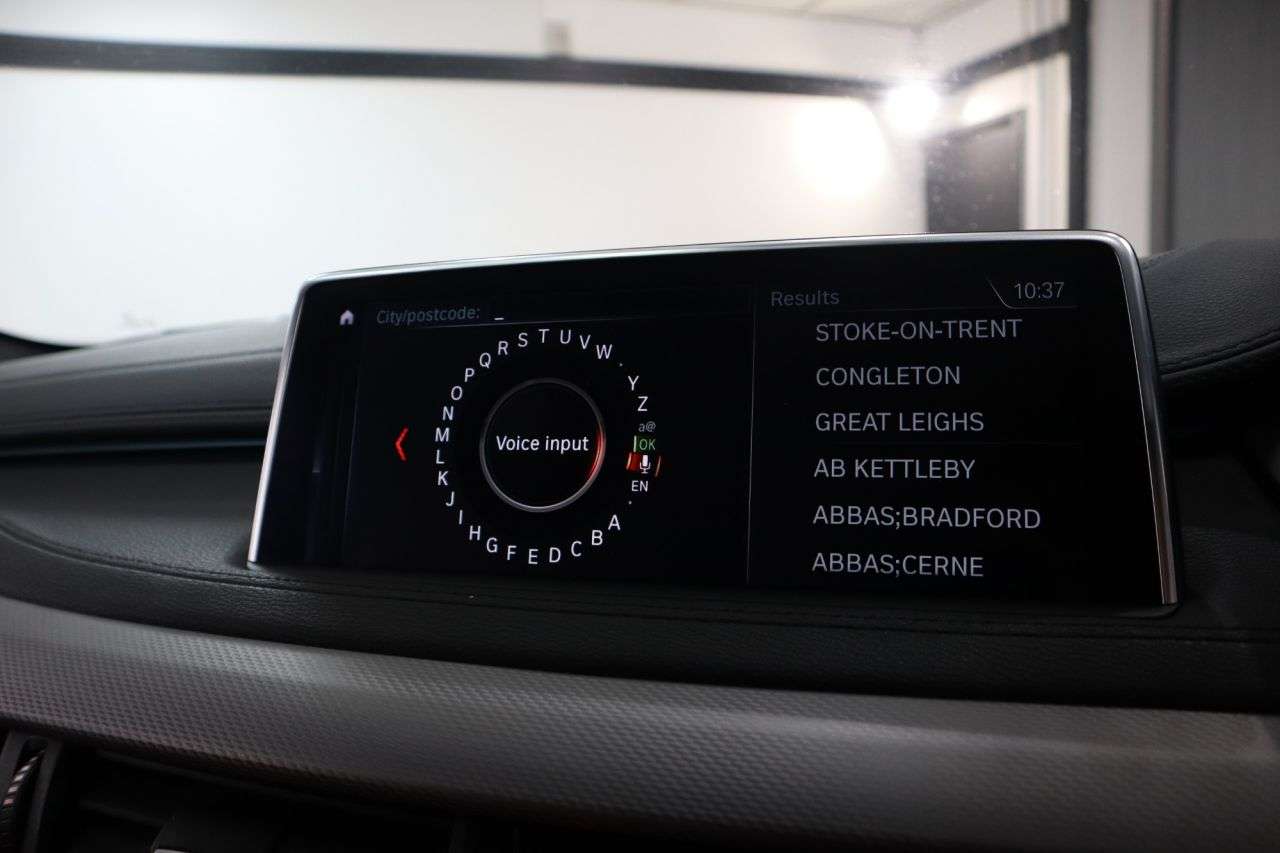 City/postcode: _
A B C D E F G H I J K L M N O P Q R S T U V W . Y Z
a@
OK
EN
Voice input
Results
10:37
STOKE-ON-TRENT
CONGLETON
GREAT LEIGHS
AB KETTLEBY
ABBAS;BRADFORD
ABBAS;CERNE